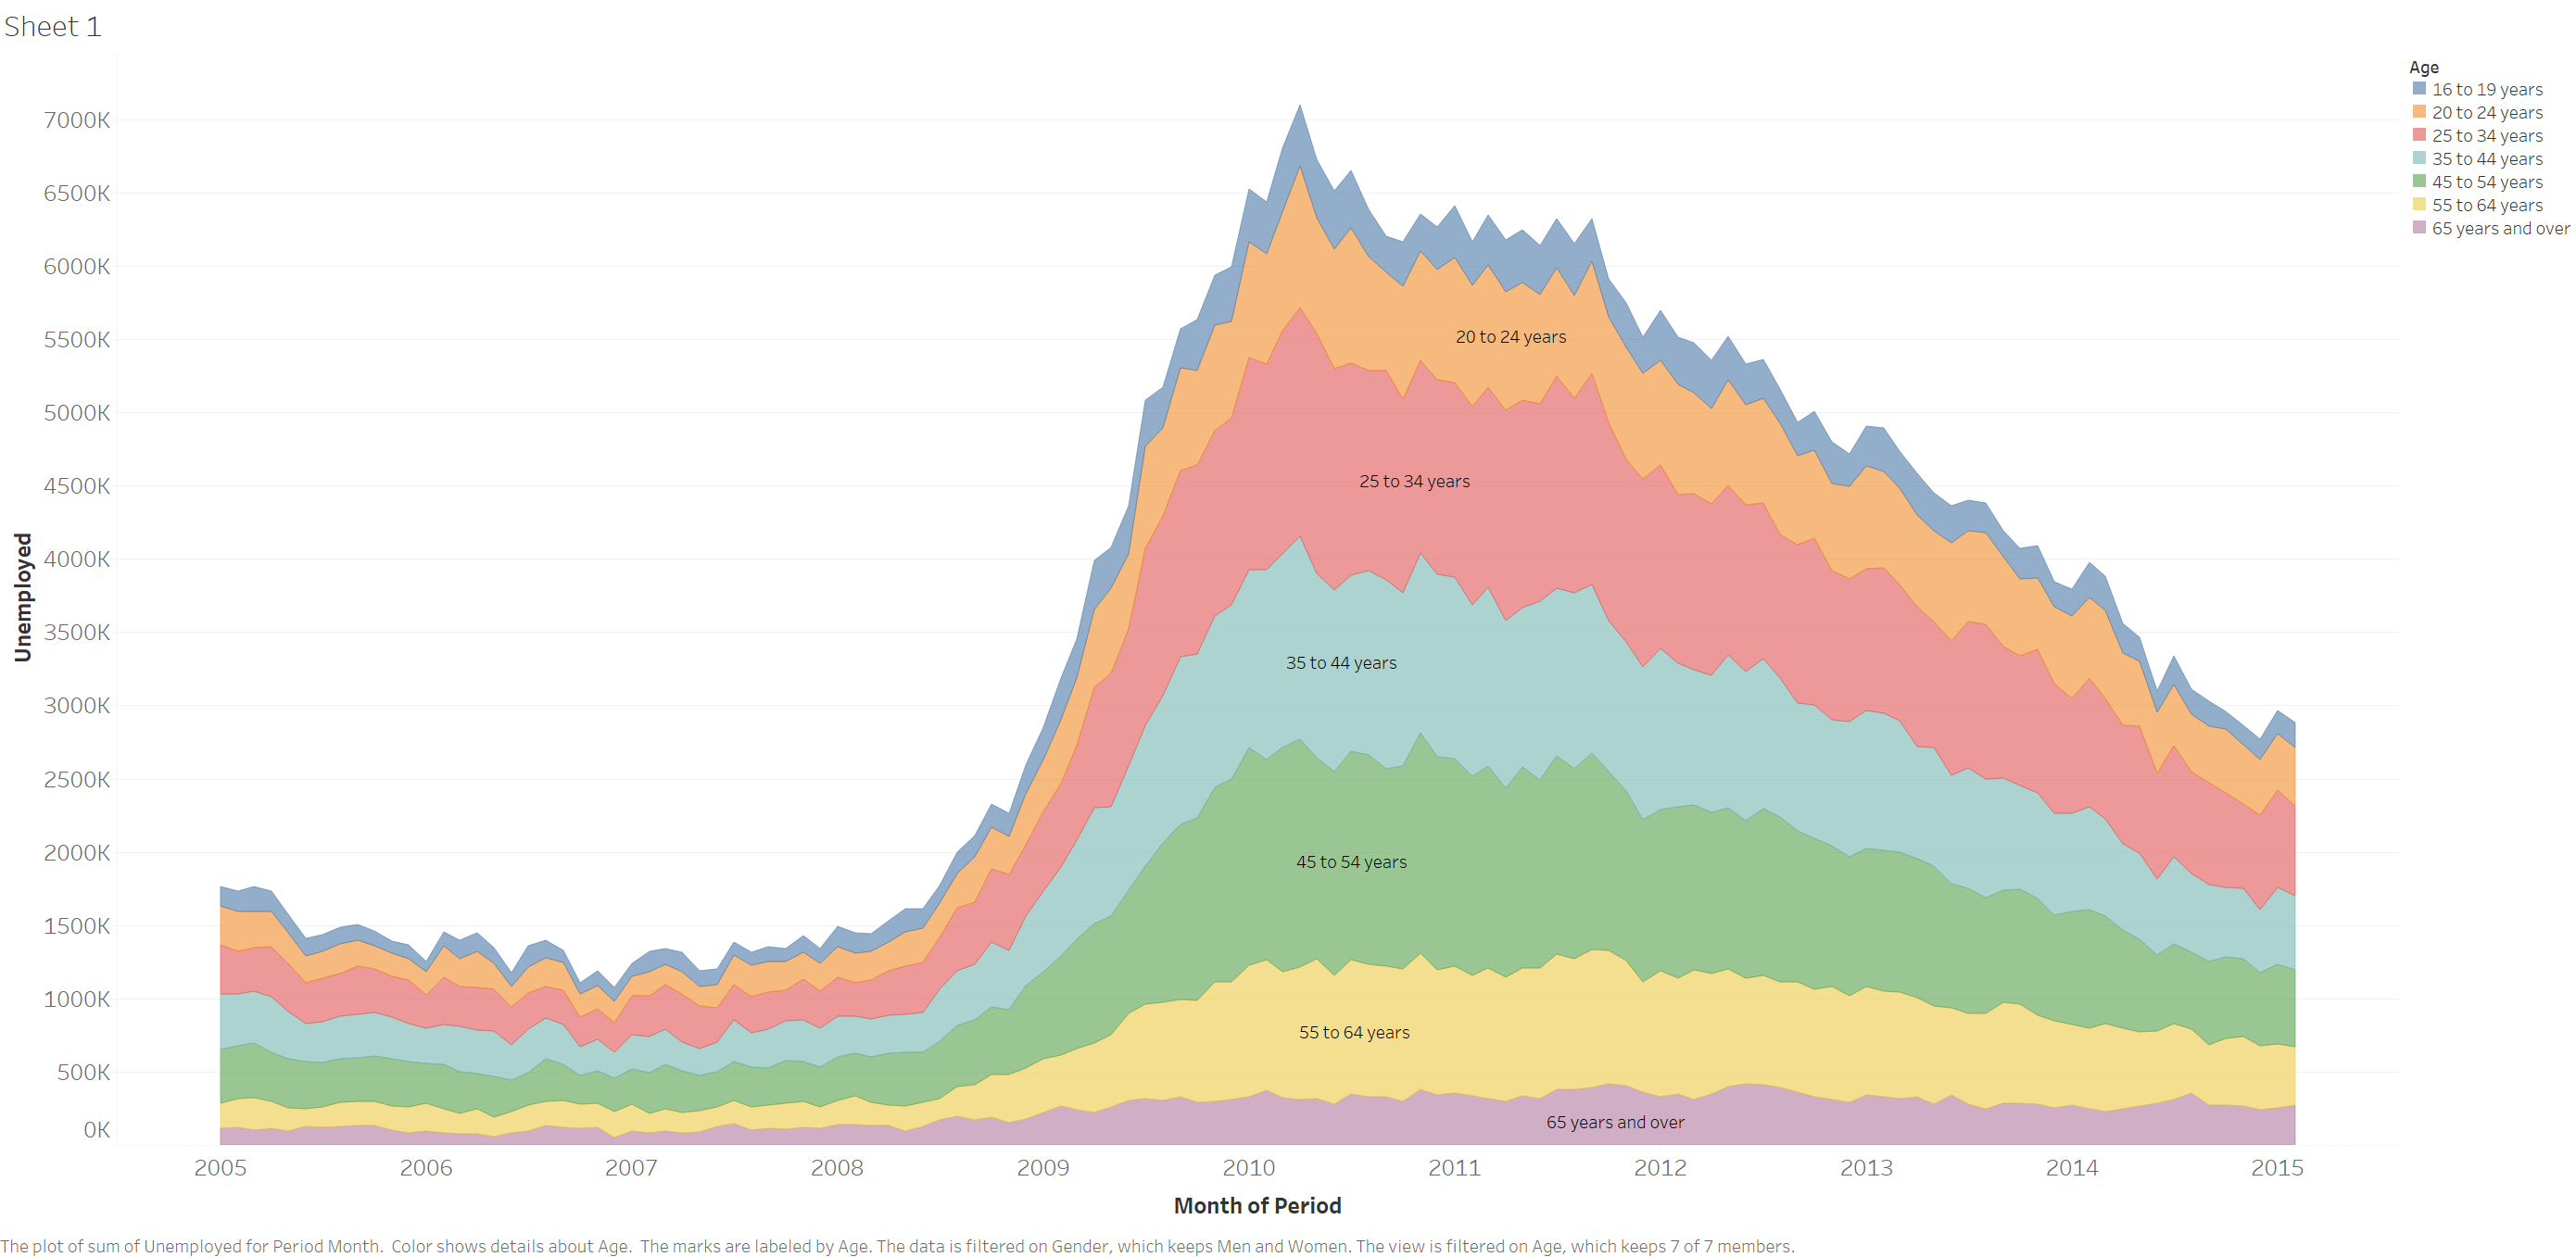 Sheet 1
Age
16 to 19 years
20 to 24 years
25 to 34 years
35 to 44 years
45 to 54 years
55 to 64 years
65 years and over
7000K
6500K
6000K
5500K
5000K
4500K
4000K
3500K
3000K
2500K
2000K
1500K
1000K
500K
0K
Unemployed
20 to 24 years
25 to 34 years
35 to 44 years
45 to 54 years
55 to 64 years
65 years and over
2005 2006 2007 2008 2009 2010 2011 2012 2013 2014 2015
Month of Period
The plot of sum of Unemployed for Period Month. Color shows details about Age. The marks are labeled by Age. The data is filtered on Gender, which keeps Men and Women. The view is filtered on Age, which keeps 7 of 7 members.